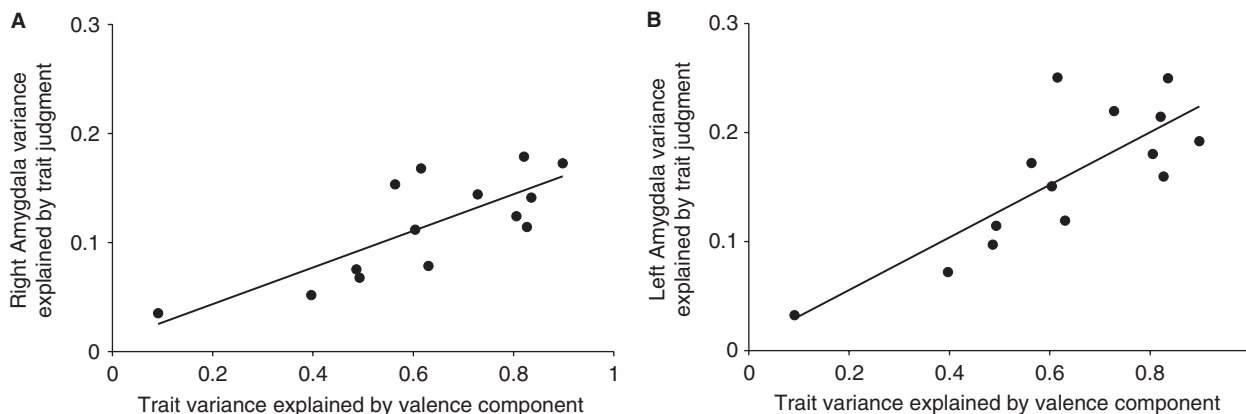 A
0.3
0.2
0.1
0
Right Amygdala variance
explained by trait judgment
0
0.2
0.4
0.6
0.8
1
Trait variance explained by valence component
B
0.3
0.2
0.1
0
Left Amygdala variance
explained by trait judgment
0
0.2
0.4
0.6
0.8
Trait variance explained by valence component